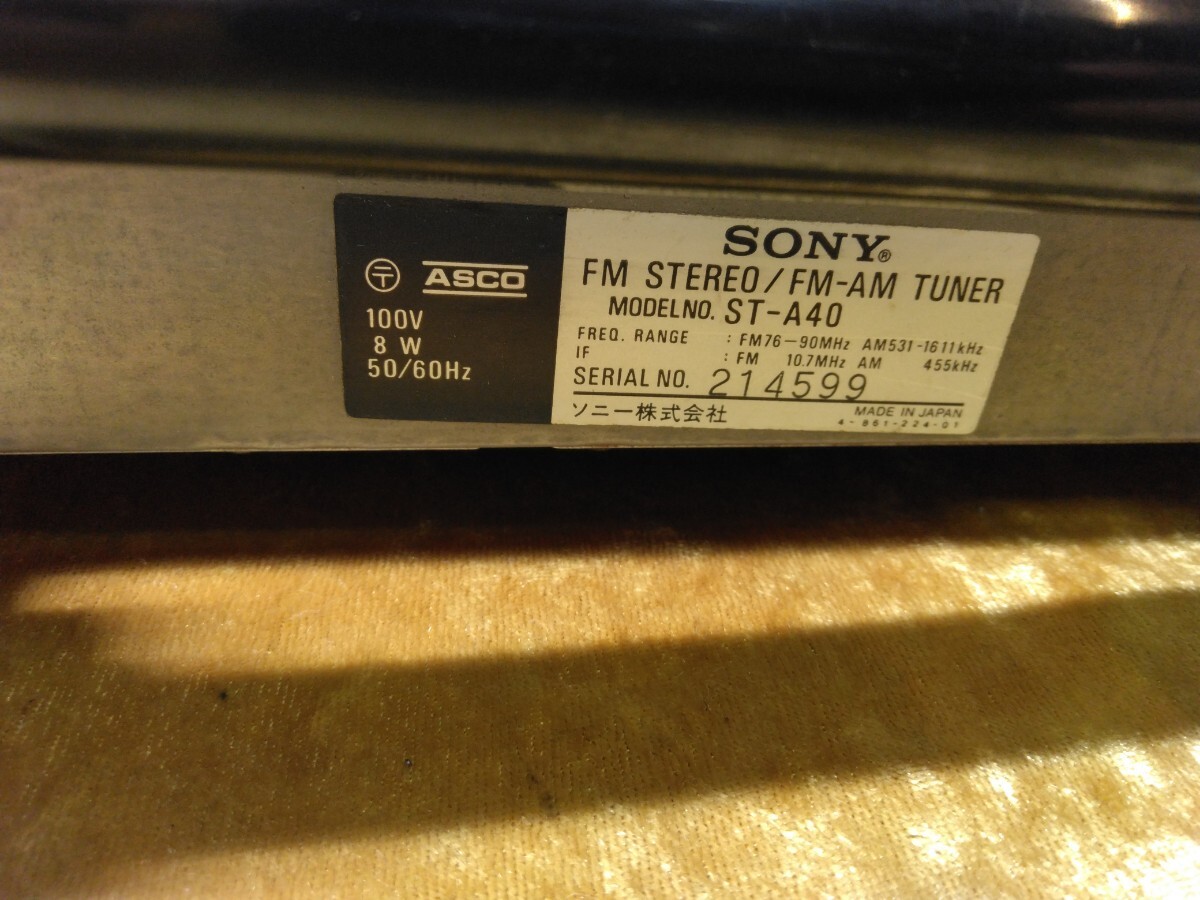 〒 ASCO
100V
8 W
50/60Hz
SONY®
FM STEREO/FM-AM TUNER
MODEL NO. ST-A40
FREQ. RANGE : FM76-90MHz AM531-1611kHz
IF : FM 10.7MHz AM 455kHz
SERIAL NO. 214599
ソニー株式会社 MADE IN JAPAN
4-861-224-01